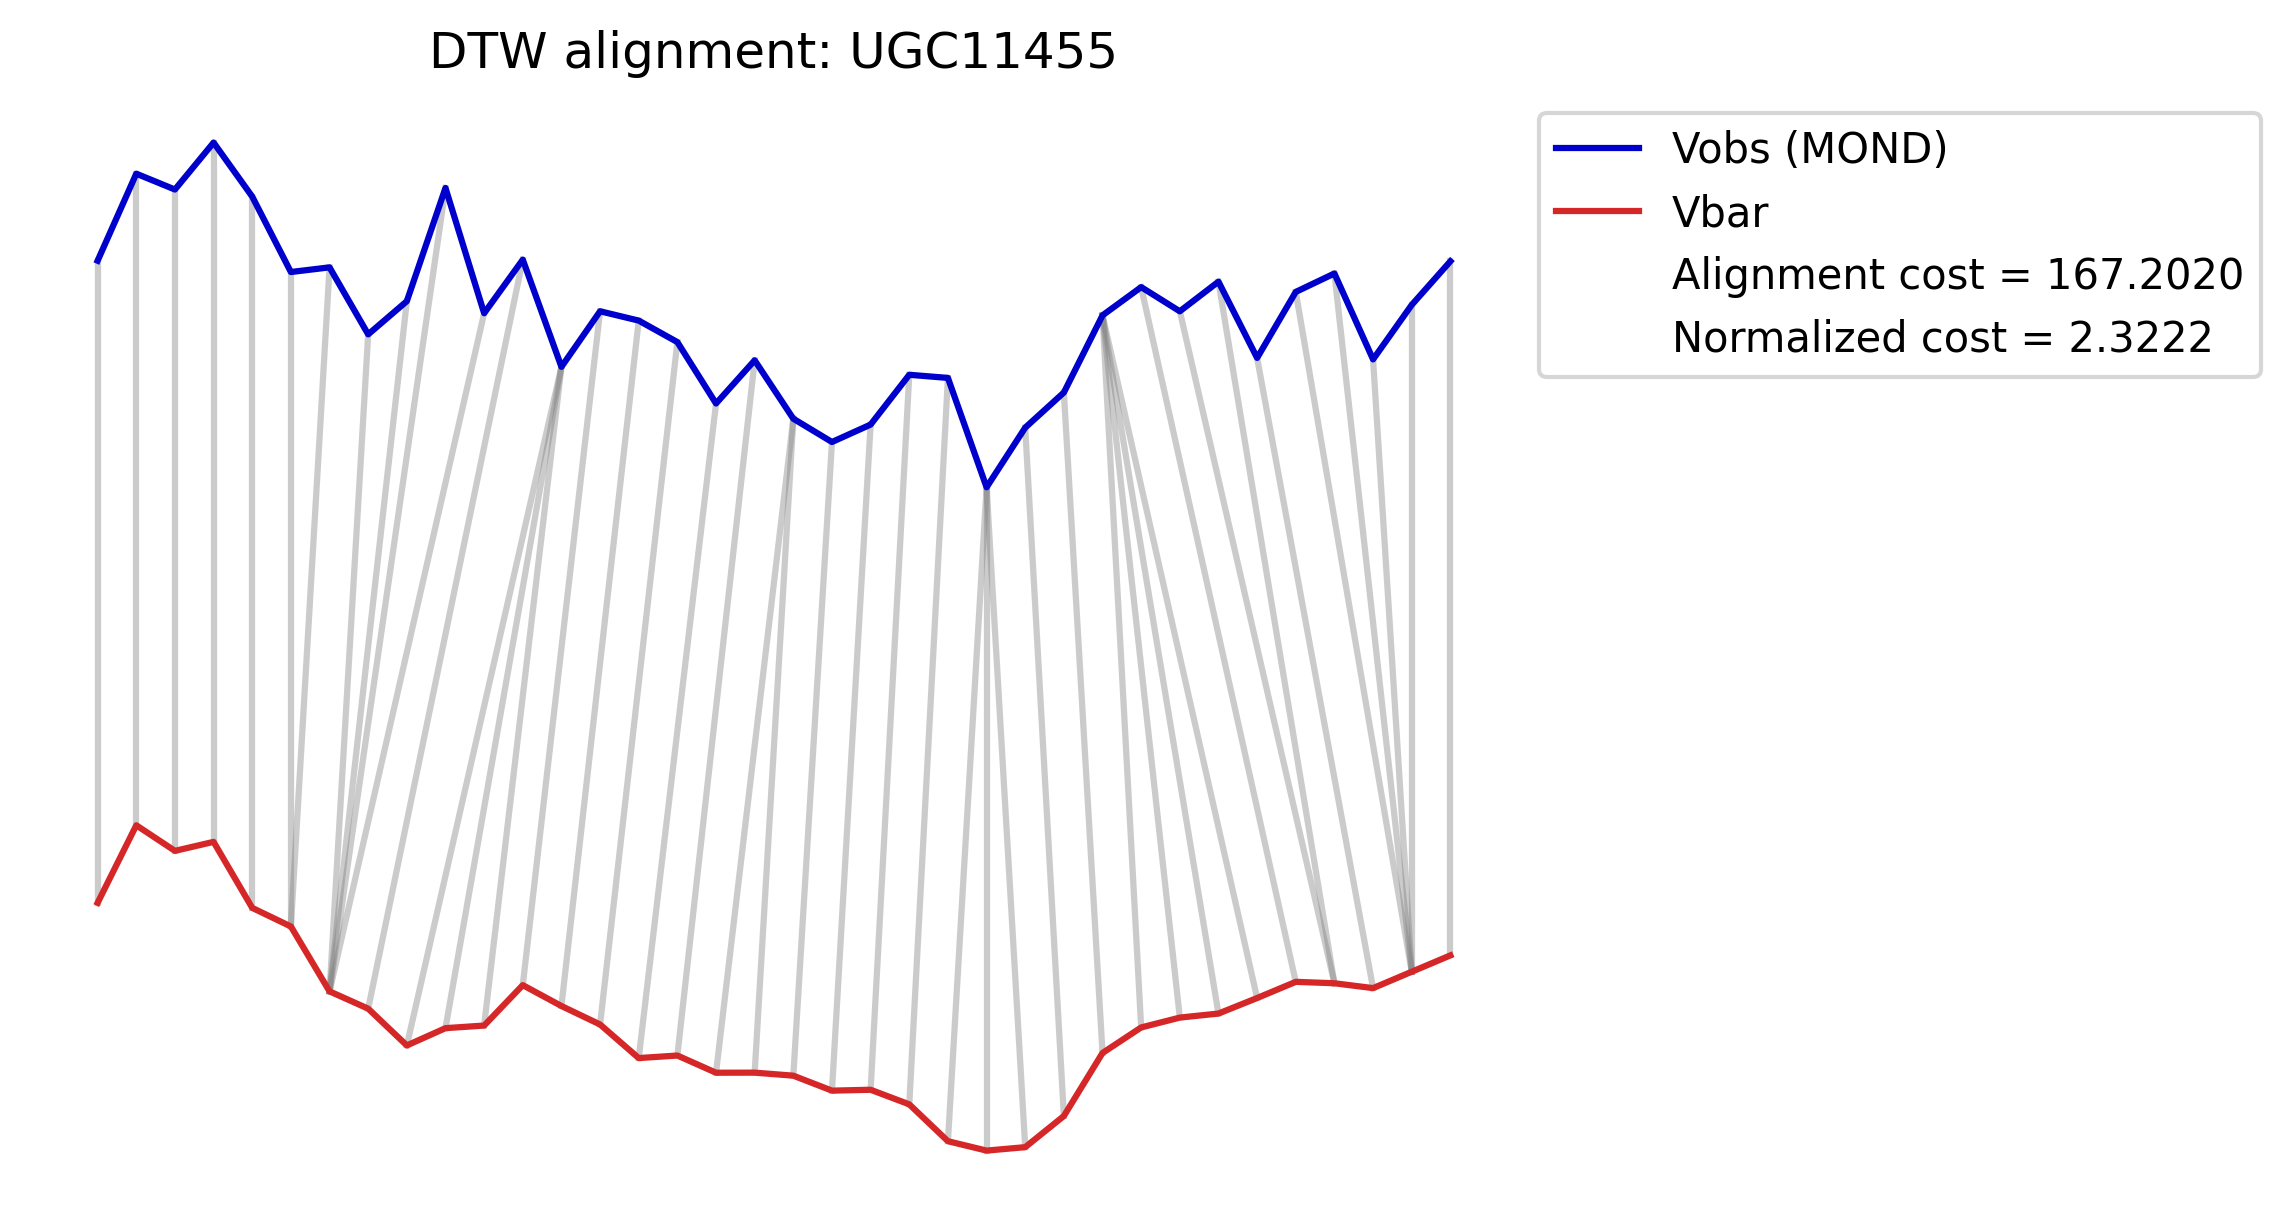 DTW alignment: UGC11455
Vobs (MOND)
Vbar
Alignment cost = 167.2020
Normalized cost = 2.3222